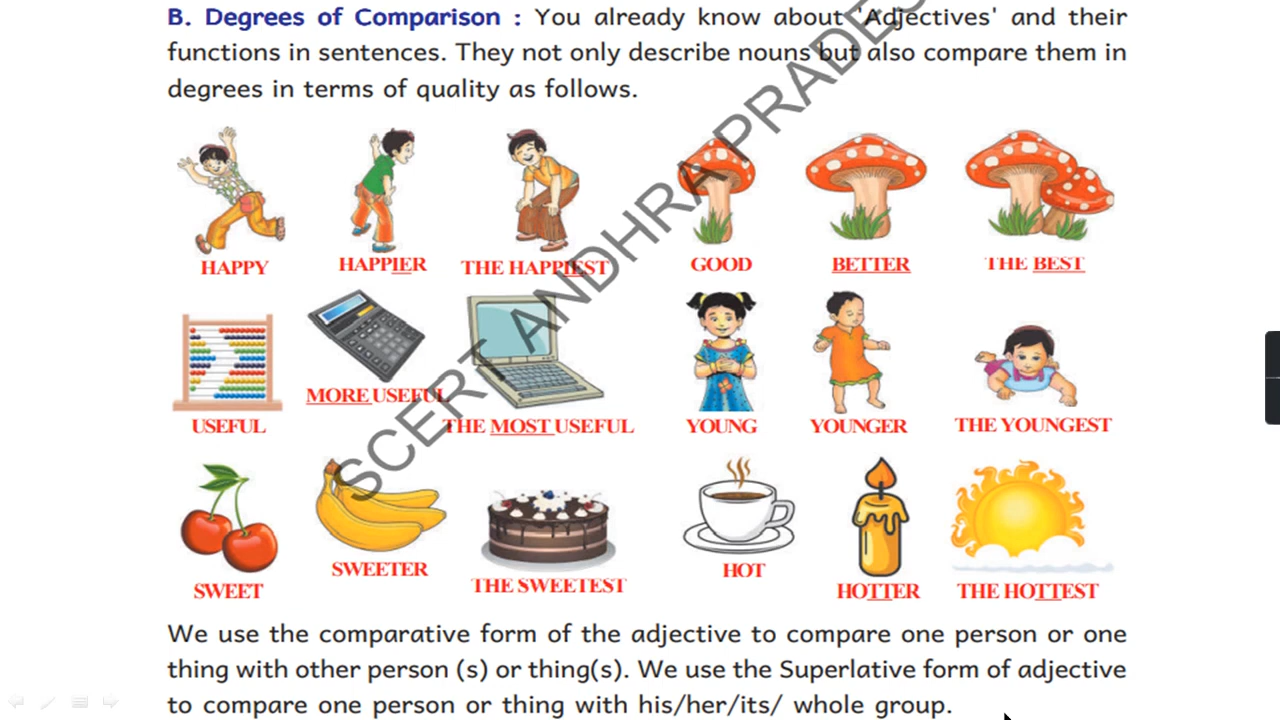 B. Degrees of Comparison : You already know about 'Adjectives' and their
functions in sentences. They not only describe nouns but also compare them in
degrees in terms of quality as follows.
HAPPY HAPPIER THE HAPPIEST GOOD BETTER THE BEST
USEFUL MORE USEFUL THE MOST USEFUL YOUNG YOUNGER THE YOUNGEST
SWEET SWEETER THE SWEETEST HOT HOTTER THE HOTTEST
We use the comparative form of the adjective to compare one person or one
thing with other person (s) or thing(s). We use the Superlative form of adjective
to compare one person or thing with his/her/its/ whole group.
SCERT ANDHRA